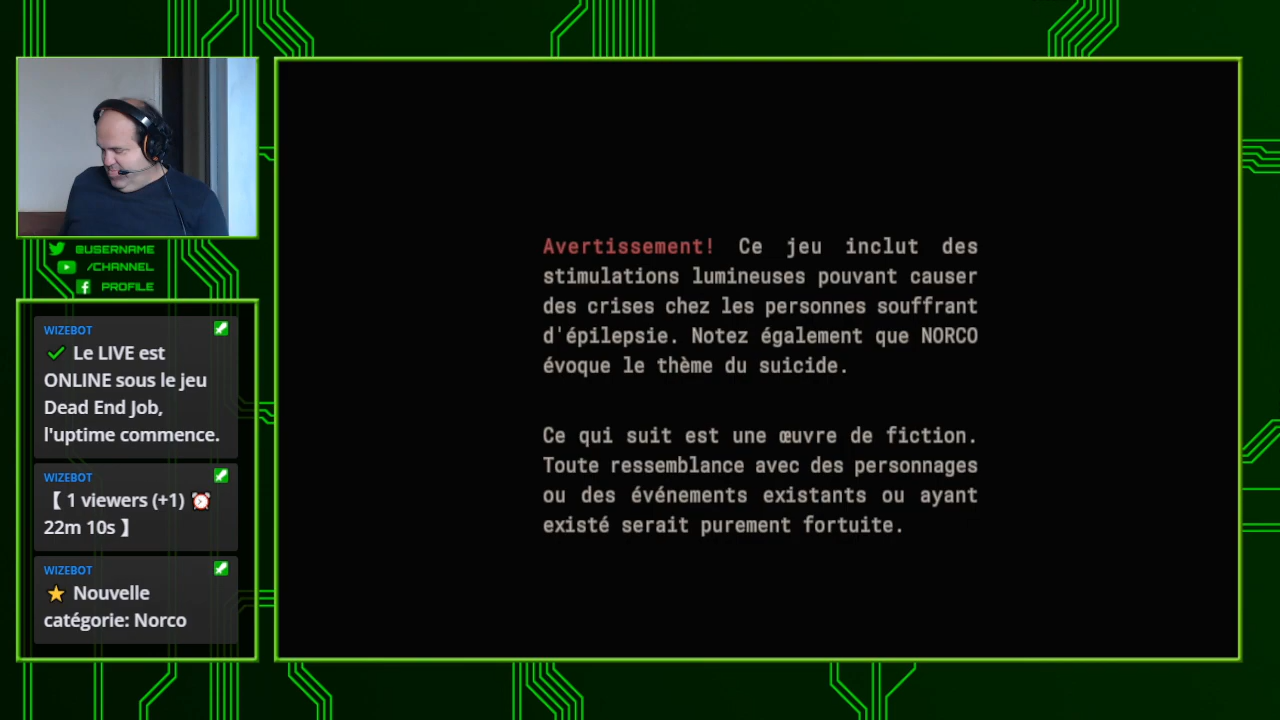 @USERNAME
/CHANNEL
PROFILE
WIZEBOT
Le LIVE est
ONLINE sous le jeu
Dead End Job,
l'uptime commence.
WIZEBOT
【 1 viewers (+1) ⏰
22m 10s 】
WIZEBOT
⭐ Nouvelle
catégorie: Norco
Avertissement! Ce jeu inclut des
stimulations lumineuses pouvant causer
des crises chez les personnes souffrant
d'épilepsie. Notez également que NORCO
évoque le thème du suicide.
Ce qui suit est une œuvre de fiction.
Toute ressemblance avec des personnages
ou des événements existants ou ayant
existé serait purement fortuite.